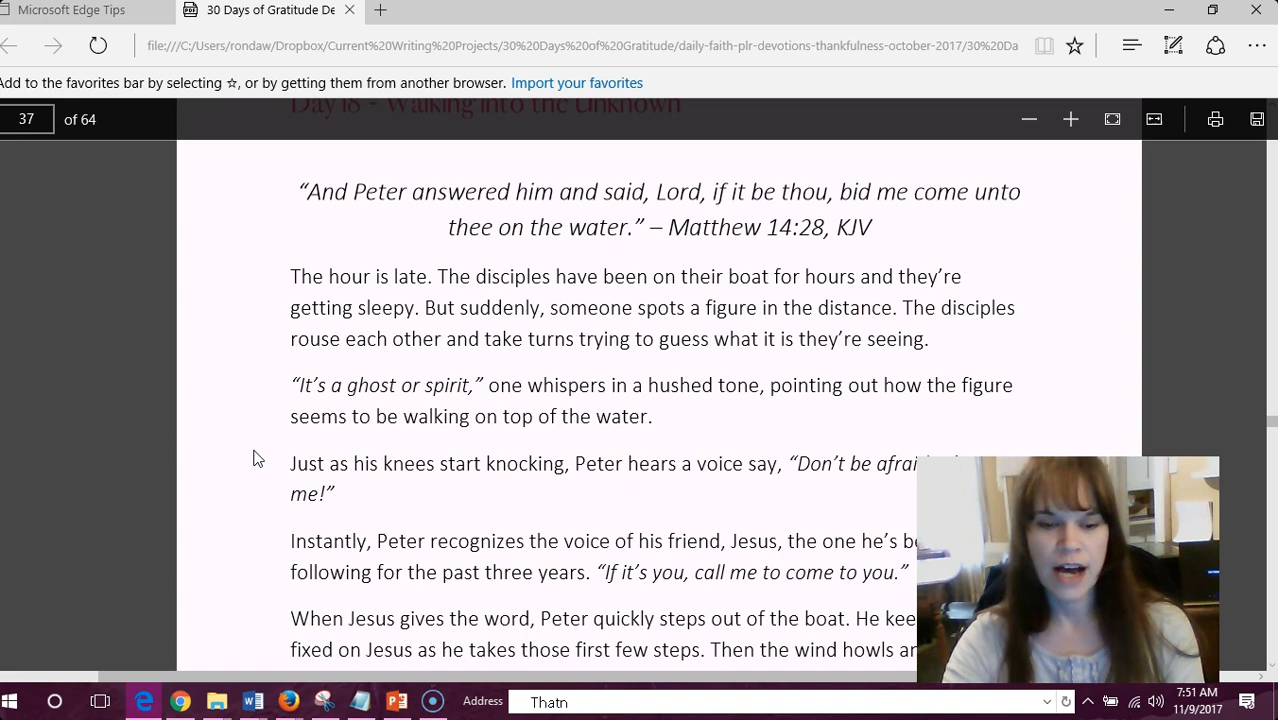 Microsoft Edge Tips
30 Days of Gratitude De
file:///C:/Users/rondaw/Dropbox/Current%20Writing%20Projects/30%20Days%20of%20Gratitude/daily-faith-plr-devotions-thankfulness-october-2017/30%20Da
Add to the favorites bar by selecting ☆, or by getting them from another browser. Import your favorites
Day 18 - Walking into the Unknown
37 of 64
“And Peter answered him and said, Lord, if it be thou, bid me come unto
thee on the water.” – Matthew 14:28, KJV
The hour is late. The disciples have been on their boat for hours and they’re
getting sleepy. But suddenly, someone spots a figure in the distance. The disciples
rouse each other and take turns trying to guess what it is they’re seeing.
“It’s a ghost or spirit,” one whispers in a hushed tone, pointing out how the figure
seems to be walking on top of the water.
Just as his knees start knocking, Peter hears a voice say, “Don’t be afrai
me!”
Instantly, Peter recognizes the voice of his friend, Jesus, the one he’s be
following for the past three years. “If it’s you, call me to come to you.”
When Jesus gives the word, Peter quickly steps out of the boat. He kee
fixed on Jesus as he takes those first few steps. Then the wind howls a
Address Thatn
7:51 AM
11/9/2017